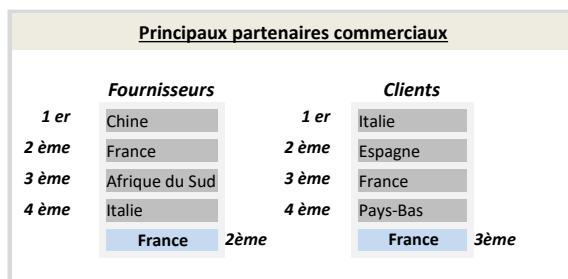 Principaux partenaires commerciaux
Fournisseurs Clients
1 er Chine 1 er Italie
2 ème France 2 ème Espagne
3 ème Afrique du Sud 3 ème France
4 ème Italie 4 ème Pays-Bas
France 2ème France 3ème